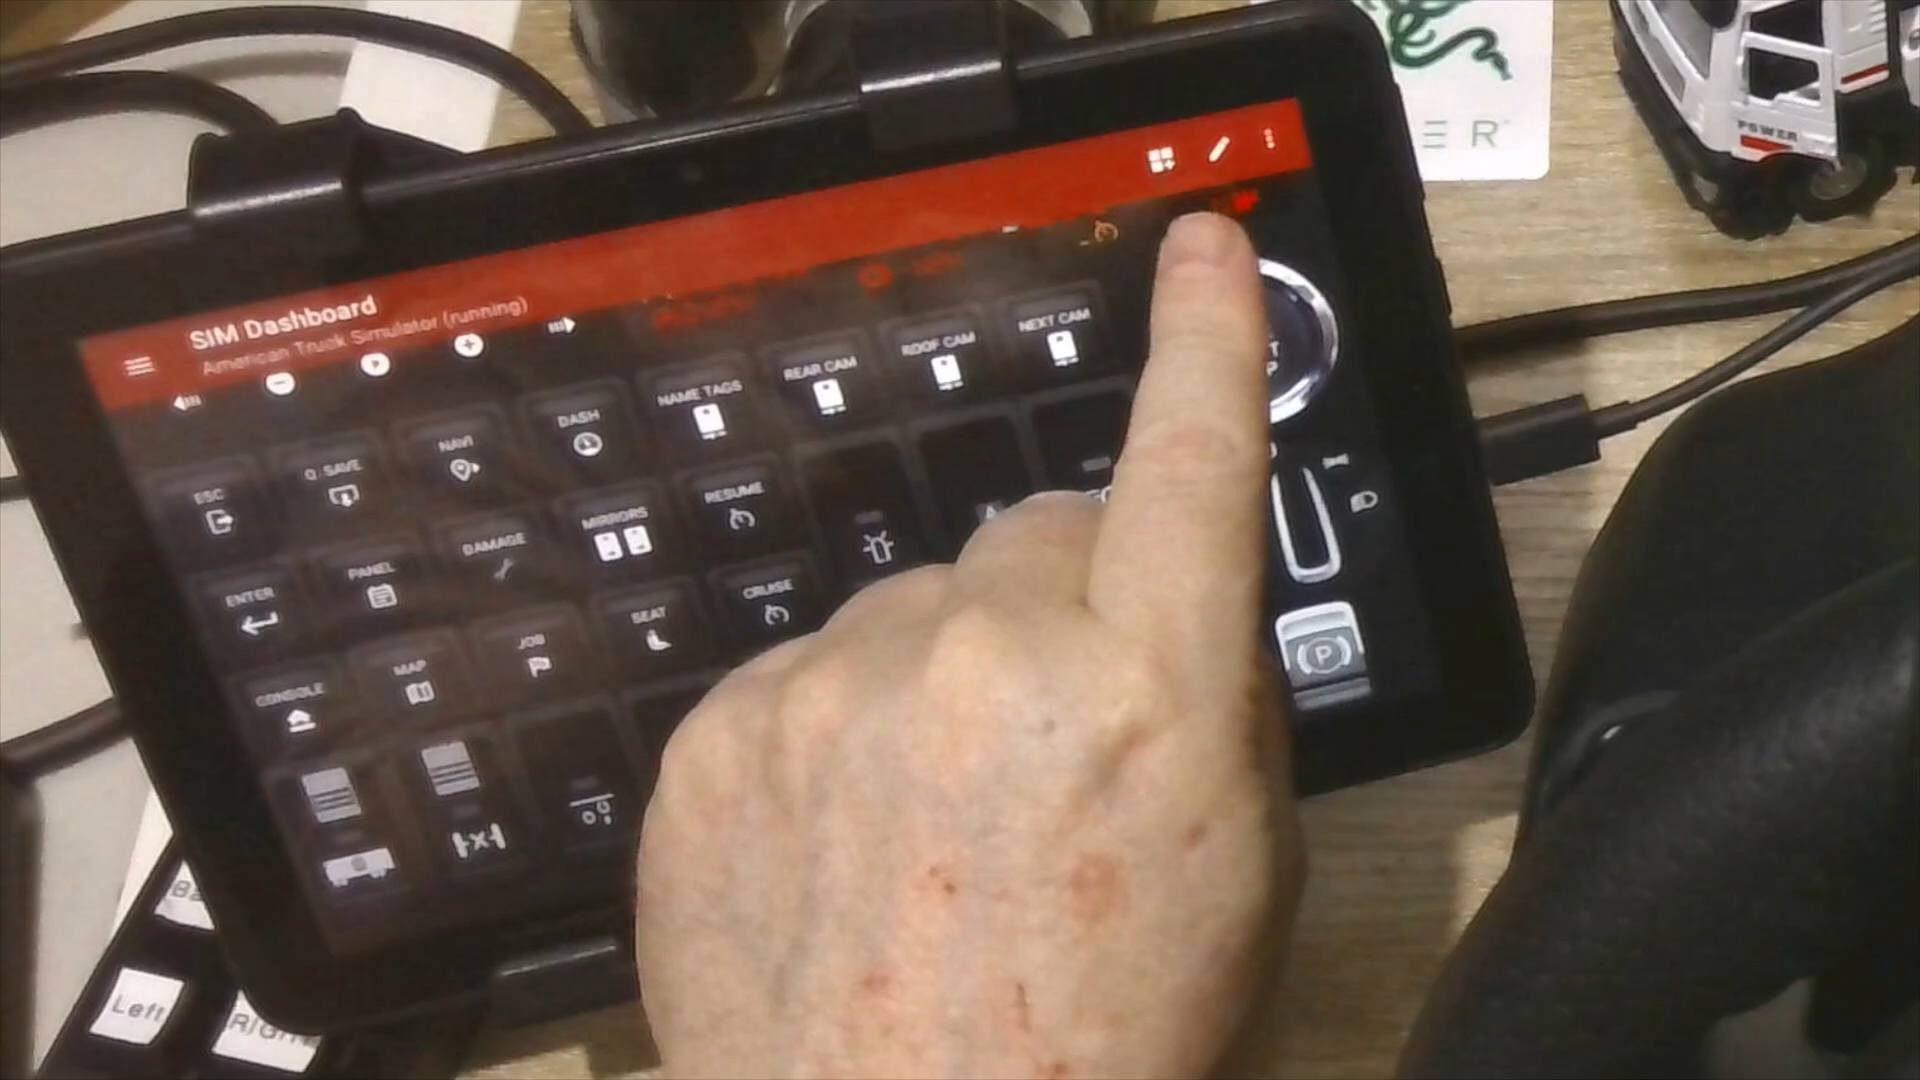 SIM Dashboard
American Truck Simulator (running)
ESC
Q. SAVE
NAVI
DASH
NAME TAGS
REAR CAM
ROOF CAM
NEXT CAM
ENTER
PANEL
DAMAGE
MIRRORS
RESUME
CONSOLE
MAP
JOB
SEAT
CRUISE
P
POWER
ER
Left